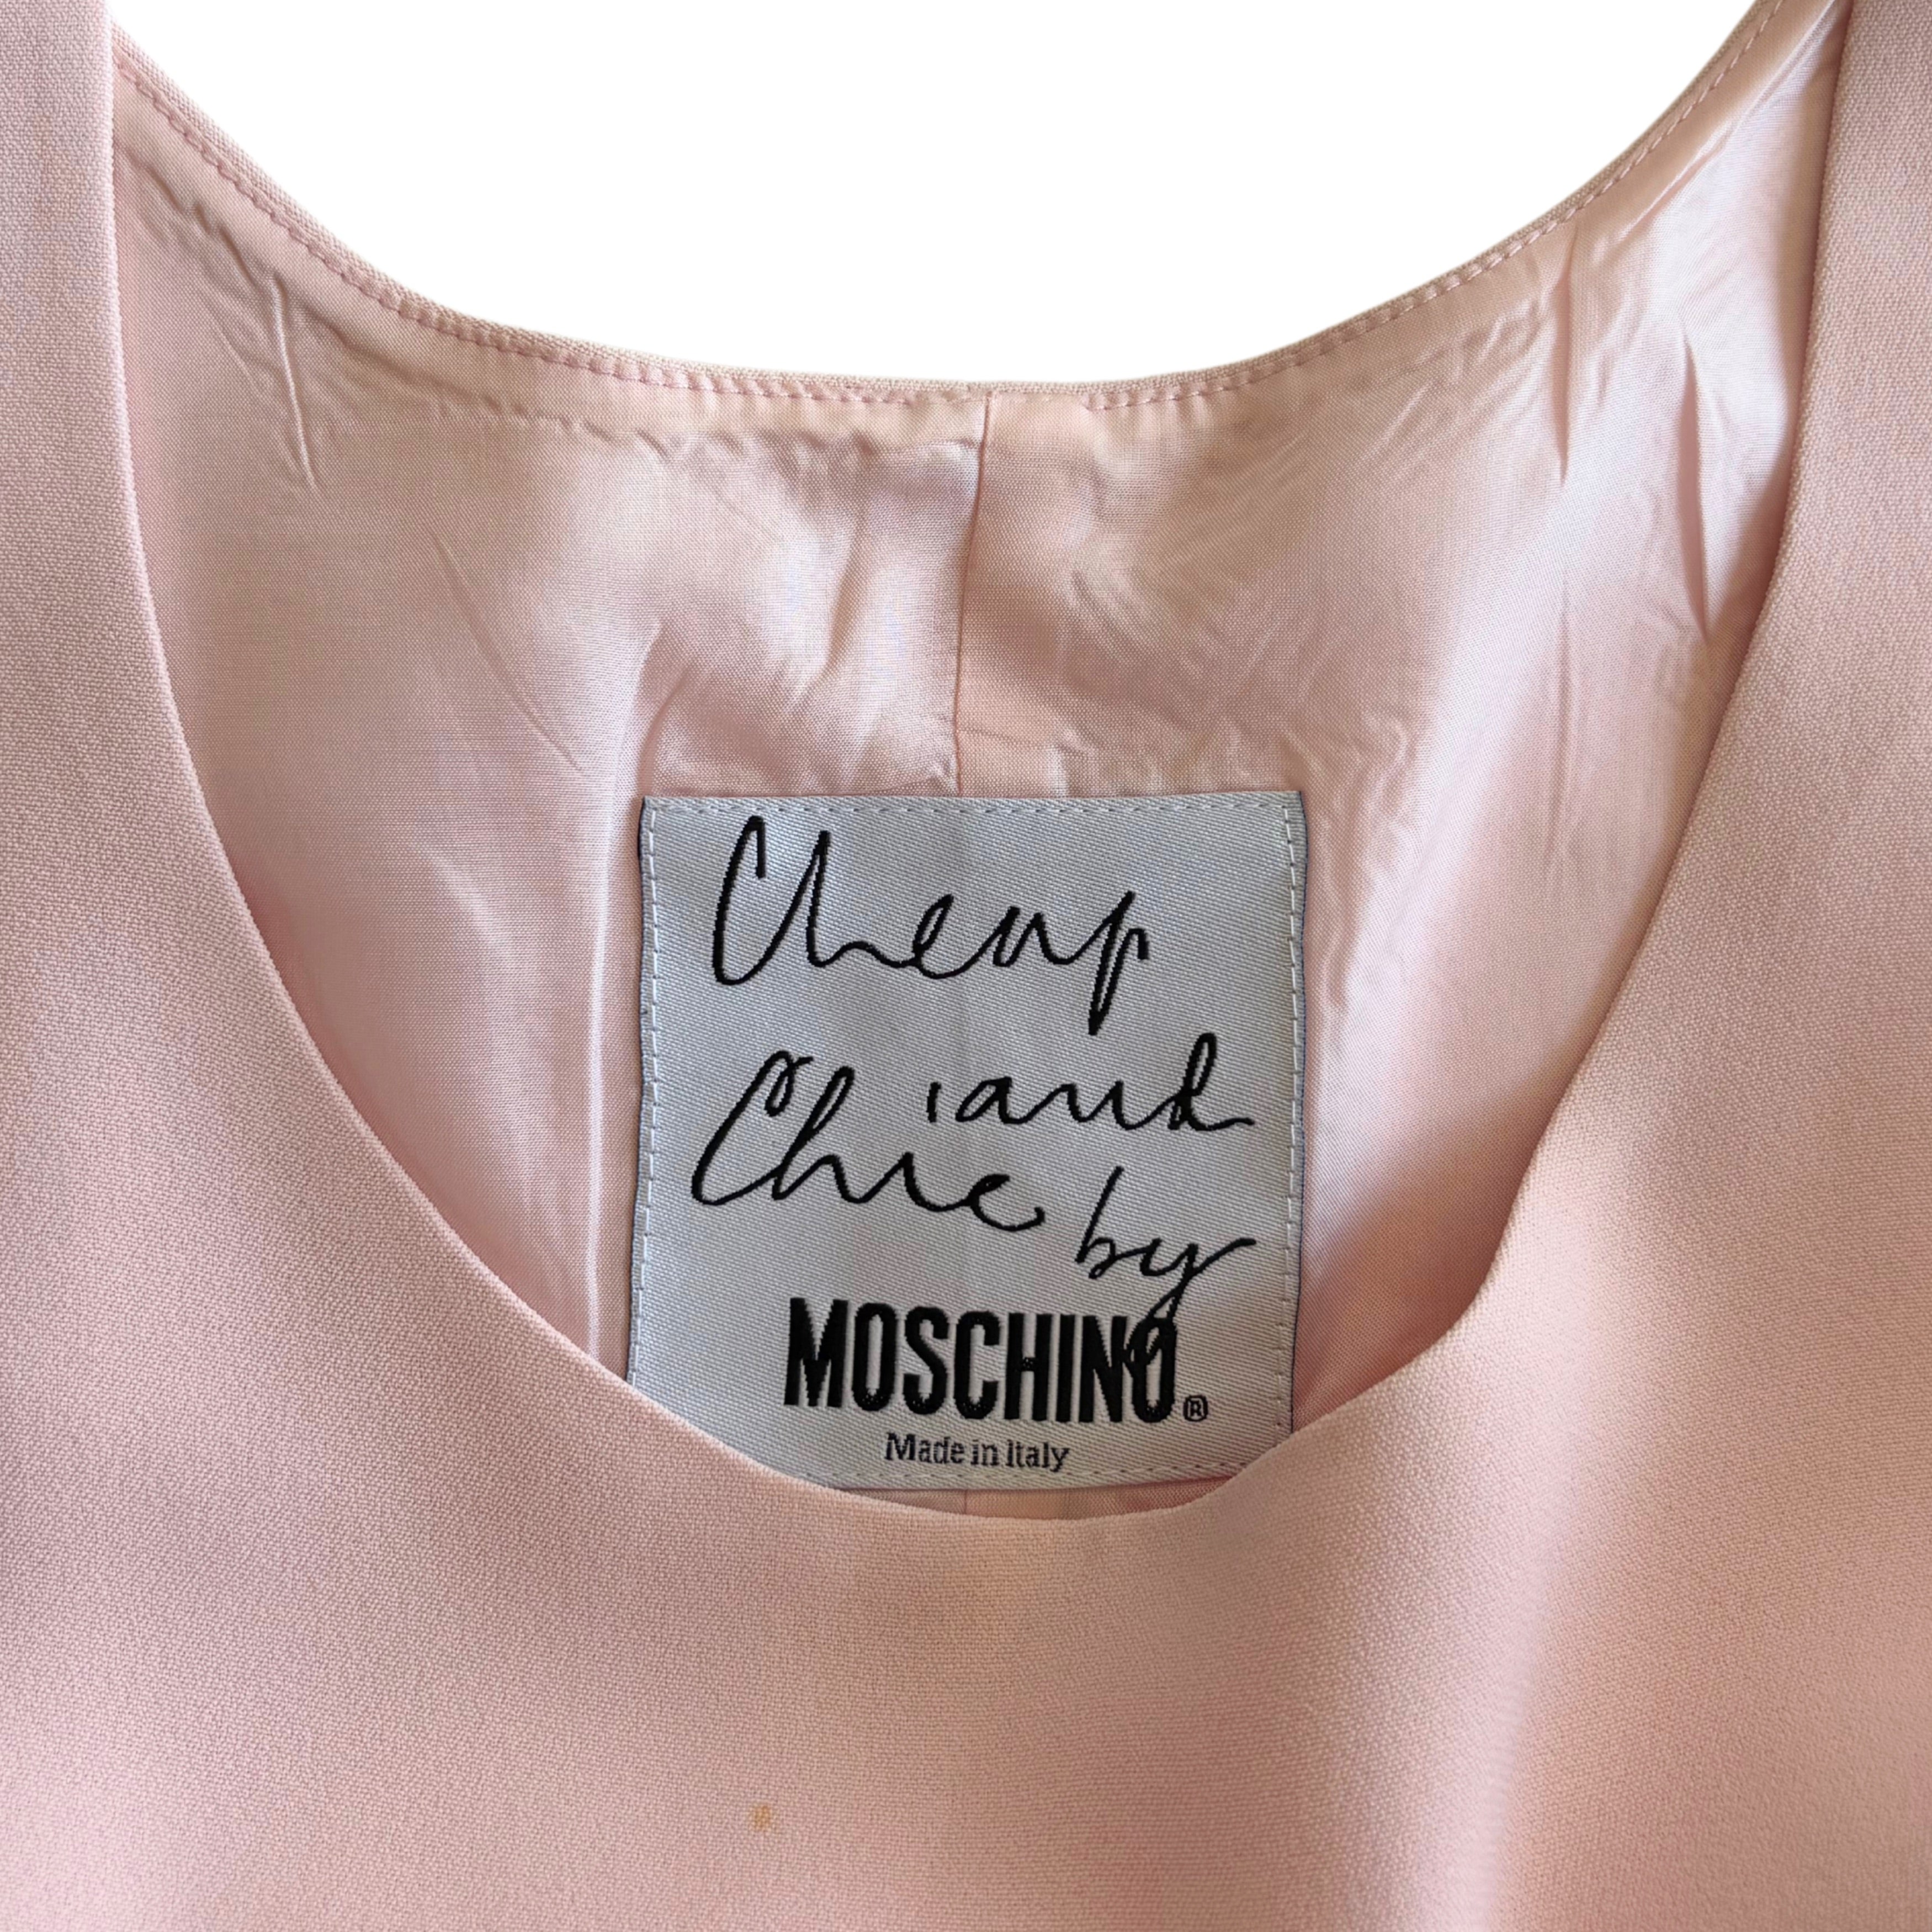 Cheap
and
Chic by
MOSCHINO®
Made in Italy